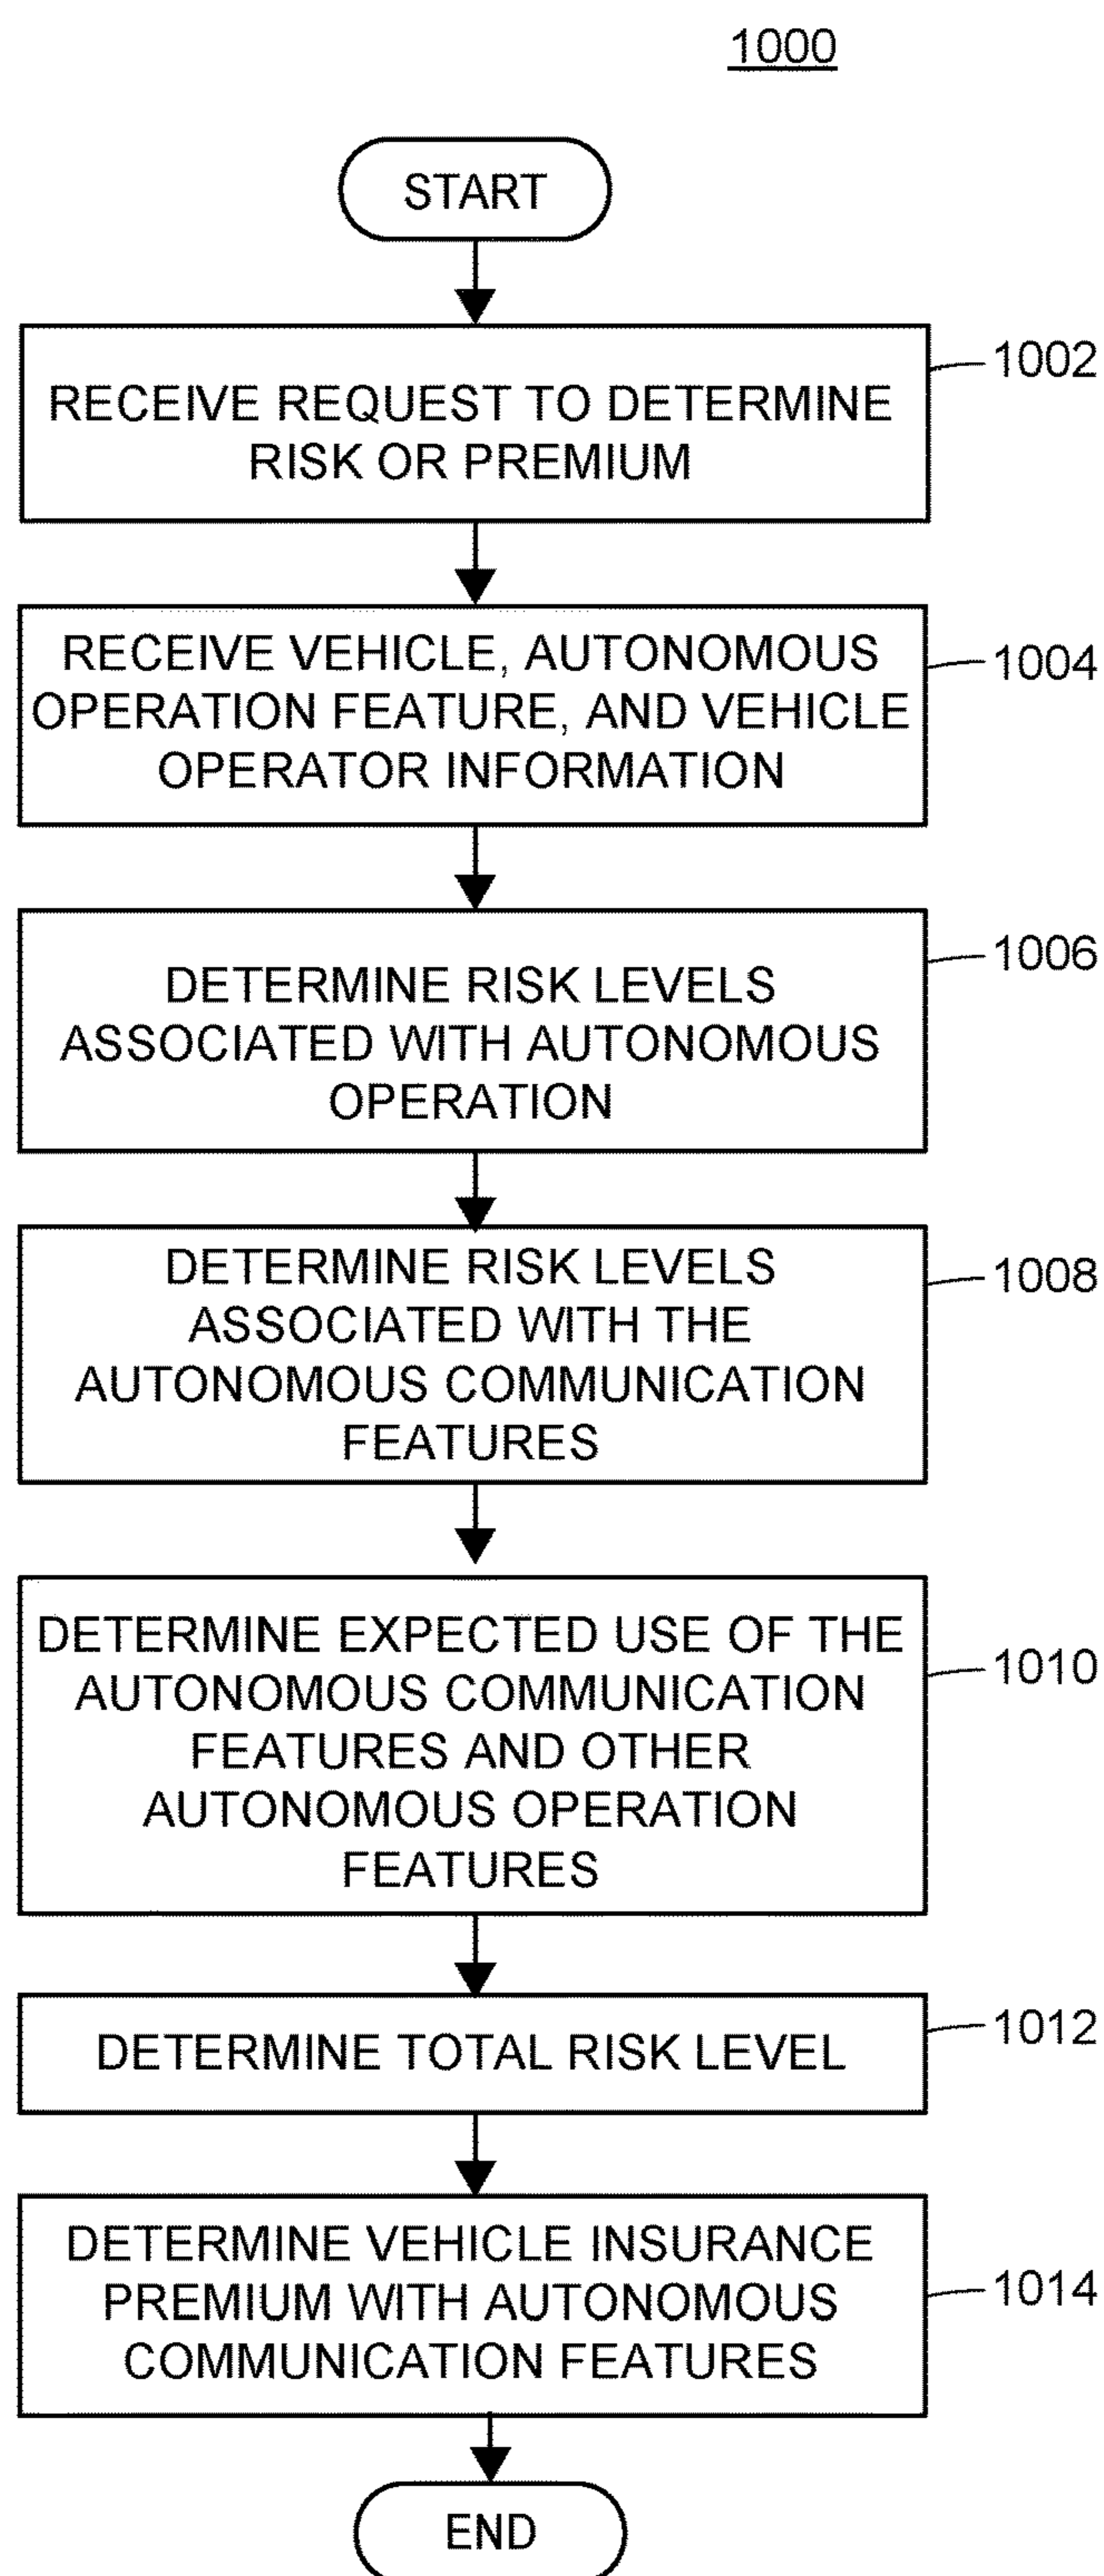 1000
START
RECEIVE REQUEST TO DETERMINE
RISK OR PREMIUM
1002
RECEIVE VEHICLE, AUTONOMOUS
OPERATION FEATURE, AND VEHICLE
OPERATOR INFORMATION
1004
DETERMINE RISK LEVELS
ASSOCIATED WITH AUTONOMOUS
OPERATION
1006
DETERMINE RISK LEVELS
ASSOCIATED WITH THE
AUTONOMOUS COMMUNICATION
FEATURES
1008
DETERMINE EXPECTED USE OF THE
AUTONOMOUS COMMUNICATION
FEATURES AND OTHER
AUTONOMOUS OPERATION
FEATURES
1010
DETERMINE TOTAL RISK LEVEL
1012
DETERMINE VEHICLE INSURANCE
PREMIUM WITH AUTONOMOUS
COMMUNICATION FEATURES
1014
END